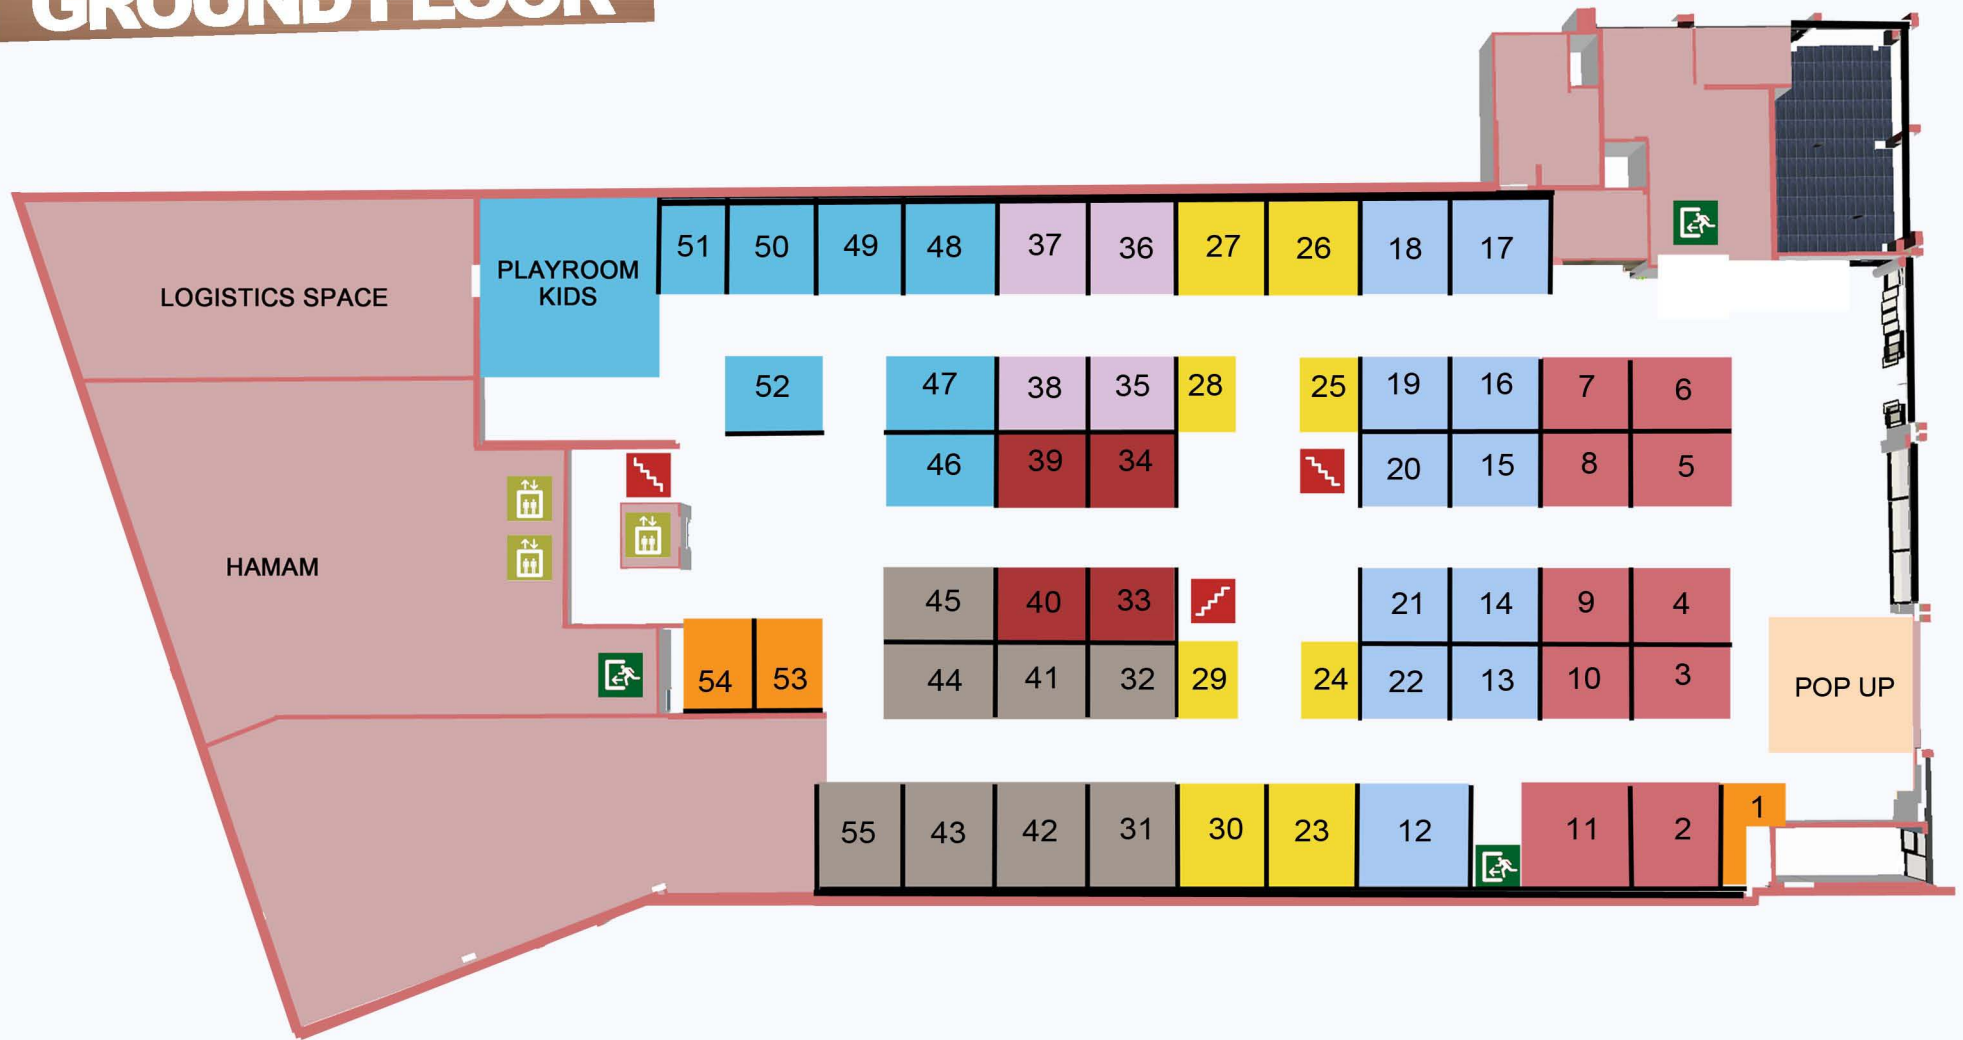 GROUND FLOOR
51 50 49 48 37 36 27 26 18 17
PLAYROOM
KIDS
LOGISTICS SPACE
52 47 38 35 28 25 19 16 7 6
46 39 34 20 15 8 5
HAMAM
45 40 33 21 14 9 4
54 53 44 41 32 29 24 22 13 10 3
POP UP
55 43 42 31 30 23 12 11 2 1